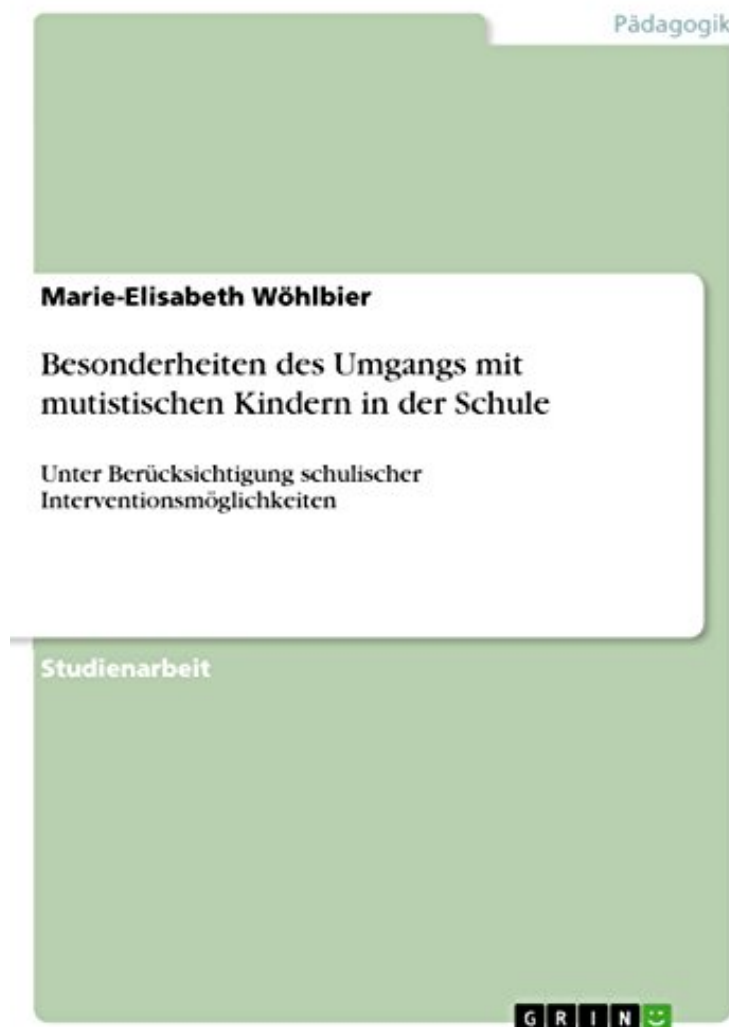 Pädagogik
Marie-Elisabeth Wöhlbier
Besonderheiten des Umgangs mit
mutistischen Kindern in der Schule
Unter Berücksichtigung schulischer
Interventionsmöglichkeiten
Studienarbeit
GRIN